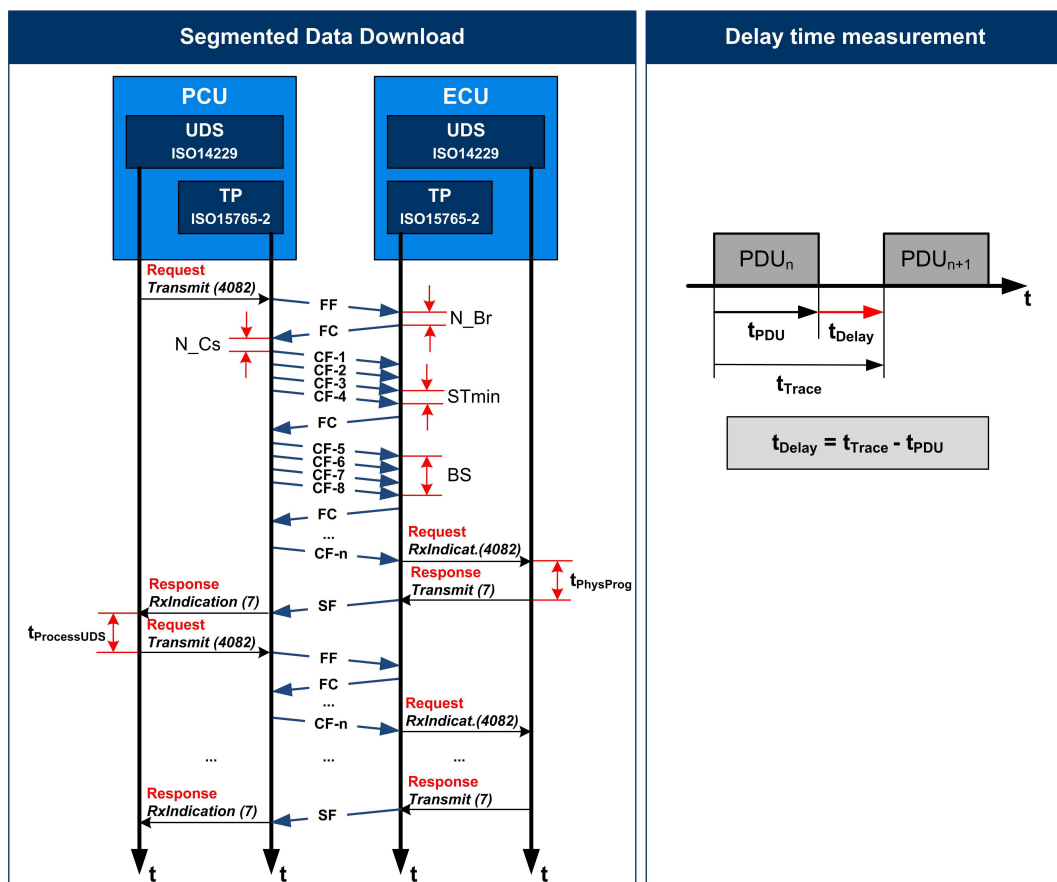 Segmented Data Download
PCU
ECU
UDS
ISO14229
UDS
ISO14229
TP
ISO15765-2
TP
ISO15765-2
Request
Transmit (4082)
FF
N_Br
FC
N_Cs
CF-1
CF-2
CF-3
CF-4
STmin
FC
CF-5
CF-6
CF-7
CF-8
BS
FC
...
CF-n
Request
RxIndicat.(4082)
tPhysProg
Response
Transmit (7)
SF
Response
RxIndication (7)
tProcessUDS
Request
Transmit (4082)
FF
FC
...
CF-n
Request
RxIndicat.(4082)
... ... ...
Response
Transmit (7)
SF
Response
RxIndication (7)
t t t t
Delay time measurement
PDUn
PDUn+1
t
tPDU
tDelay
tTrace
tDelay = tTrace - tPDU